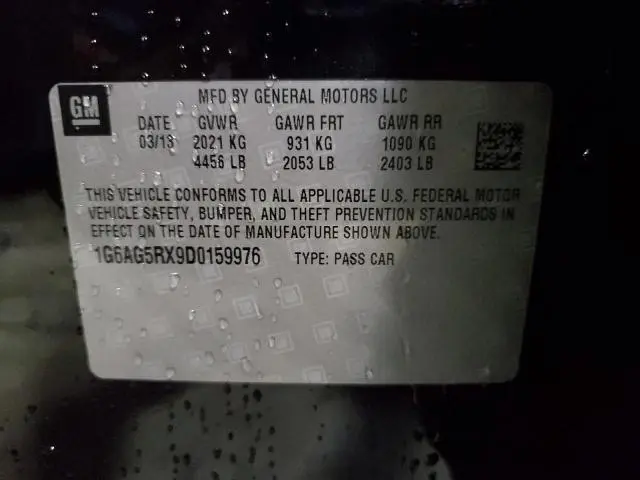 GM
MFD BY GENERAL MOTORS LLC
DATE GVWR GAWR FRT GAWR RR
03/13 2021 KG 931 KG 1090 KG
4456 LB 2053 LB 2403 LB
THIS VEHICLE CONFORMS TO ALL APPLICABLE U.S. FEDERAL MOTOR
VEHICLE SAFETY, BUMPER, AND THEFT PREVENTION STANDARDS IN
EFFECT ON THE DATE OF MANUFACTURE SHOWN ABOVE.
1G6AG5RX9D0159976 TYPE: PASS CAR